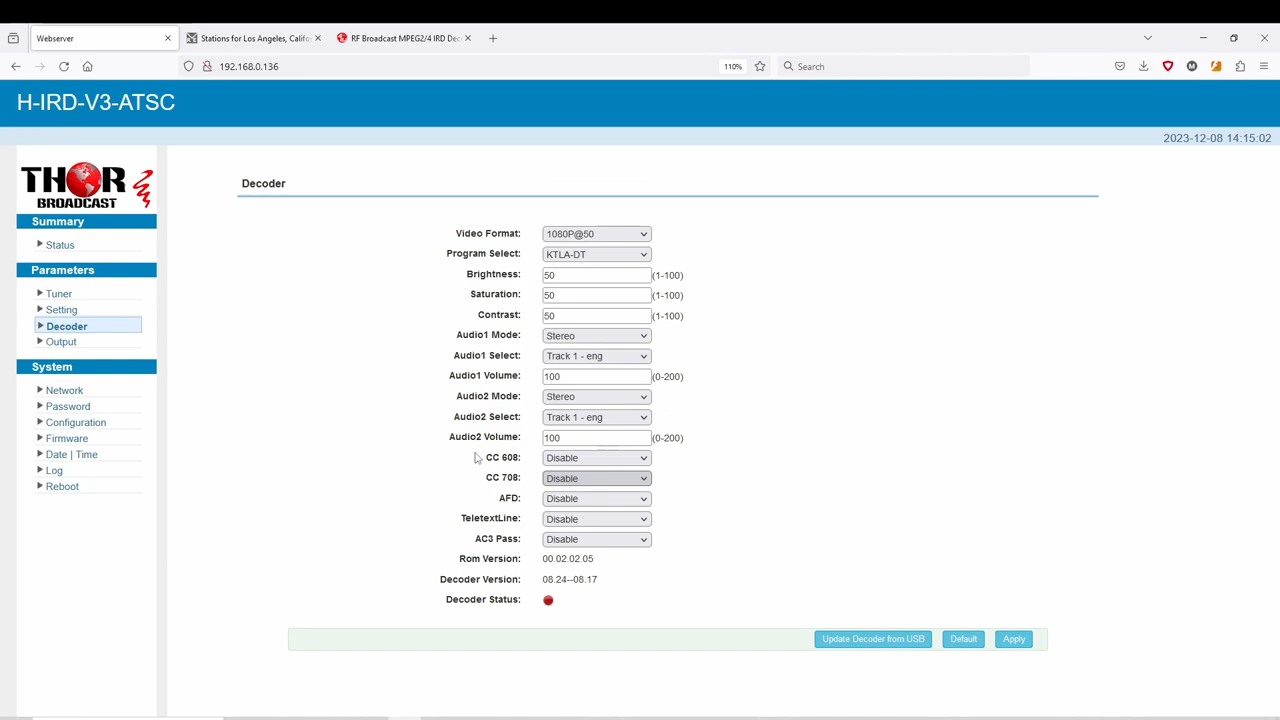 Webserver
Stations for Los Angeles, Califo
RF Broadcast MPEG2/4 IRD Dec
192.168.0.136
110%
Search
H-IRD-V3-ATSC
2023-12-08 14:15:02
THOR
BROADCAST
Summary
Status
Parameters
Tuner
Setting
Decoder
Output
System
Network
Password
Configuration
Firmware
Date | Time
Log
Reboot
Decoder
Video Format: 1080P@50
Program Select: KTLA-DT
Brightness: 50 (1-100)
Saturation: 50 (1-100)
Contrast: 50 (1-100)
Audio1 Mode: Stereo
Audio1 Select: Track 1 - eng
Audio1 Volume: 100 (0-200)
Audio2 Mode: Stereo
Audio2 Select: Track 1 - eng
Audio2 Volume: 100 (0-200)
CC 608: Disable
CC 708: Disable
AFD: Disable
TeletextLine: Disable
AC3 Pass: Disable
Rom Version: 00.02.02.05
Decoder Version: 08.24--08.17
Decoder Status:
Update Decoder from USB Default Apply